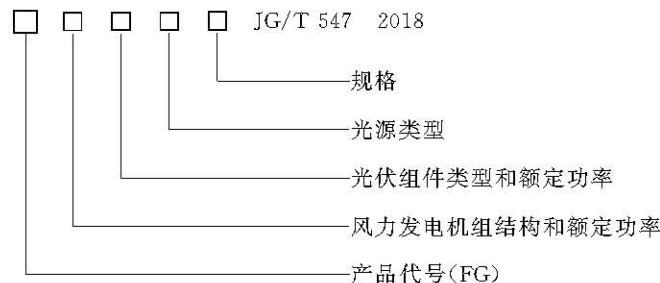 □ □ □ □ □ JG/T 547 2018
规格
光源类型
光伏组件类型和额定功率
风力发电机组结构和额定功率
产品代号(FG)